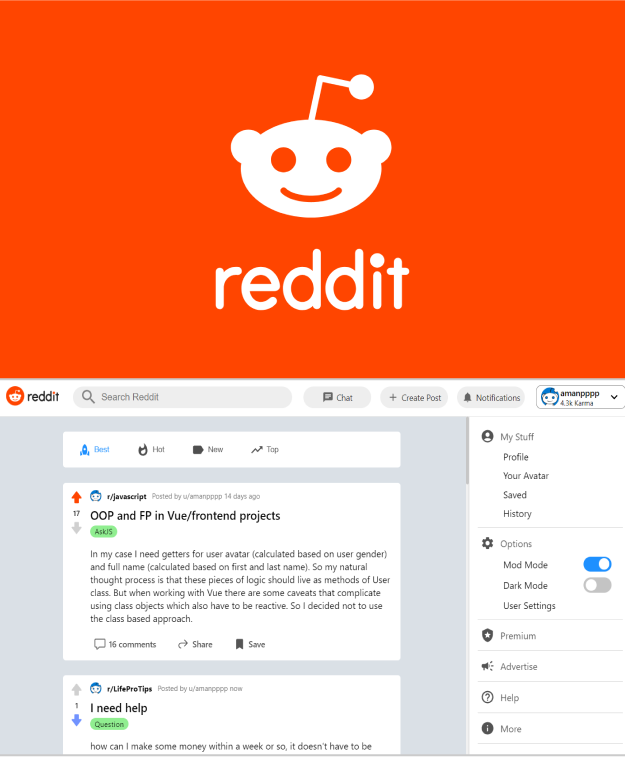 reddit
reddit
Search Reddit
Chat
Create Post
Notifications
amanpppp
4.3k Karma
Best
Hot
New
Top
r/javascript Posted by u/amanpppp 14 days ago
17
OOP and FP in Vue/frontend projects
AskJS
In my case I need getters for user avatar (calculated based on user gender)
and full name (calculated based on first and last name). So my natural
thought process is that these pieces of logic should live as methods of User
class. But when working with Vue there are some caveats that complicate
using class objects which also have to be reactive. So I decided not to use
the class based approach.
16 comments
Share
Save
r/LifeProTips Posted by u/amanpppp now
1
I need help
Question
how can I make some money within a week or so, it doesn't have to be
My Stuff
Profile
Your Avatar
Saved
History
Options
Mod Mode
Dark Mode
User Settings
Premium
Advertise
Help
More